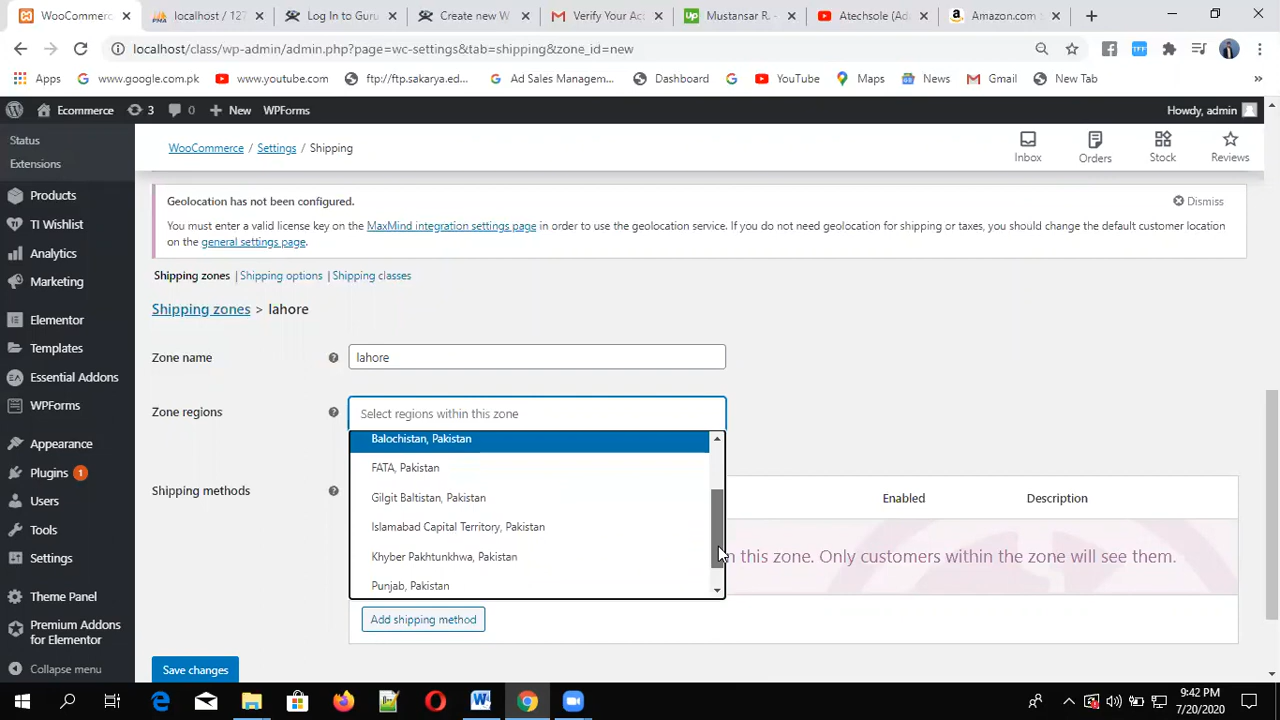 WooCommerce
localhost / 127
Log In to Guru
Create new W
Verify Your Acc
Mustansar R. -
Atechsole (Ad
Amazon.com
localhost/class/wp-admin/admin.php?page=wc-settings&tab=shipping&zone_id=new
Apps
www.google.com.pk
www.youtube.com
ftp://ftp.sakarya.ed...
Ad Sales Managem...
Dashboard
YouTube
Maps
News
Gmail
New Tab
Ecommerce
3
0
New
WPForms
Howdy, admin
Status
Extensions
Products
TI Wishlist
Analytics
Marketing
Elementor
Templates
Essential Addons
WPForms
Appearance
Plugins 1
Users
Tools
Settings
Theme Panel
Premium Addons
for Elementor
Collapse menu
WooCommerce / Settings / Shipping
Inbox
Orders
Stock
Reviews
Geolocation has not been configured.
Dismiss
You must enter a valid license key on the MaxMind integration settings page in order to use the geolocation service. If you do not need geolocation for shipping or taxes, you should change the default customer location
on the general settings page.
Shipping zones | Shipping options | Shipping classes
Shipping zones > lahore
Zone name
lahore
Zone regions
Select regions within this zone
Balochistan, Pakistan
FATA, Pakistan
Gilgit Baltistan, Pakistan
Islamabad Capital Territory, Pakistan
Khyber Pakhtunkhwa, Pakistan
Punjab, Pakistan
Shipping methods
Enabled
Description
this zone. Only customers within the zone will see them.
Add shipping method
Save changes
9:42 PM
7/20/2020